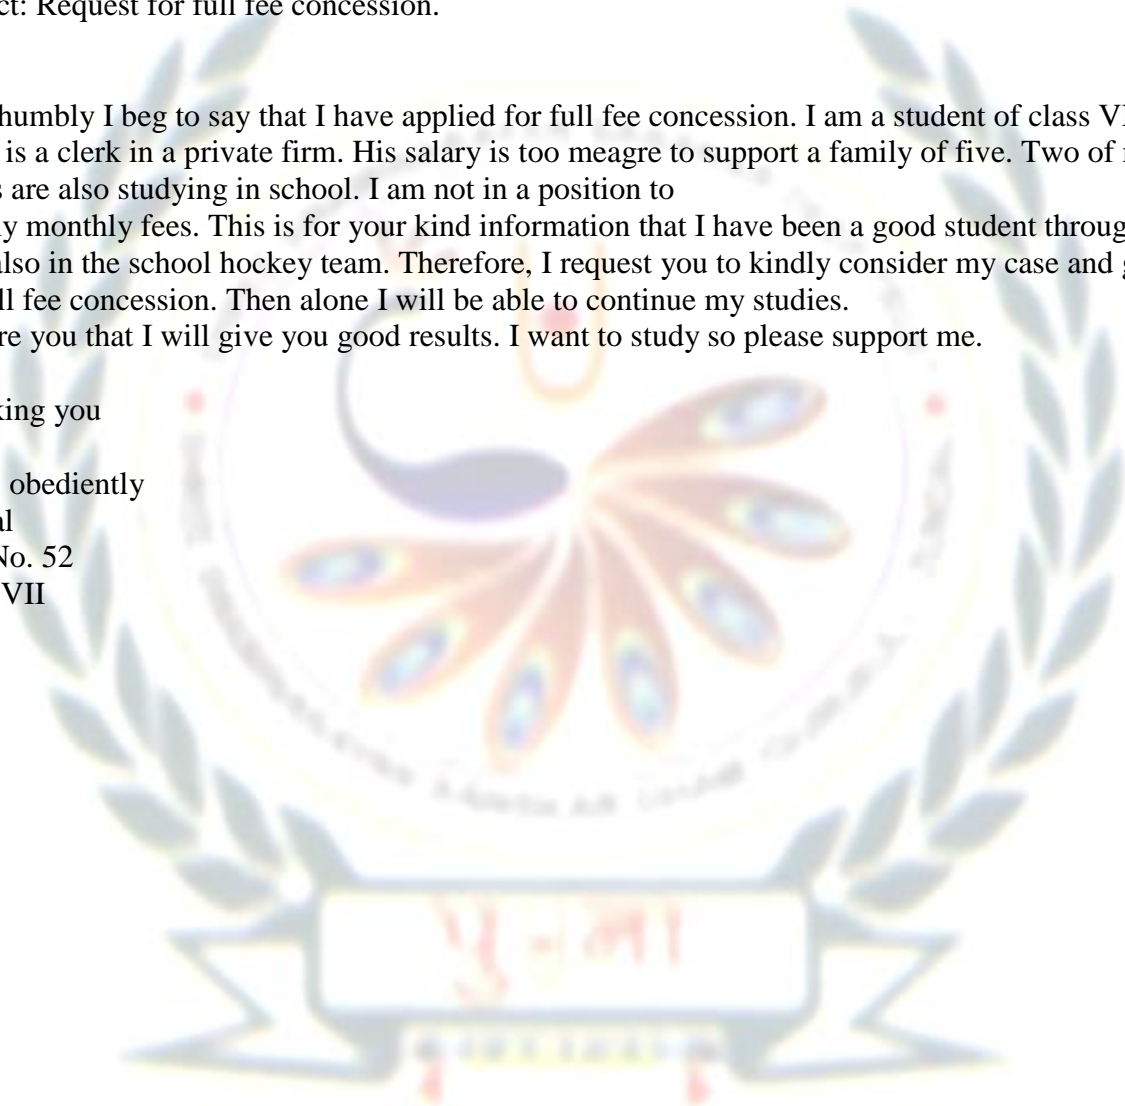 ct: Request for full fee concession.
humbly I beg to say that I have applied for full fee concession. I am a student of class VI
is a clerk in a private firm. His salary is too meagre to support a family of five. Two of
s are also studying in school. I am not in a position to
y monthly fees. This is for your kind information that I have been a good student throug
also in the school hockey team. Therefore, I request you to kindly consider my case and g
ll fee concession. Then alone I will be able to continue my studies.
re you that I will give you good results. I want to study so please support me.
king you
obediently
al
No. 52
VII